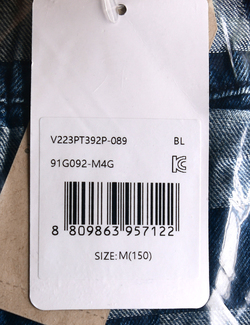 V223PT392P-089 BL
91G092-M4G
8 809863 957122
SIZE:M(150)